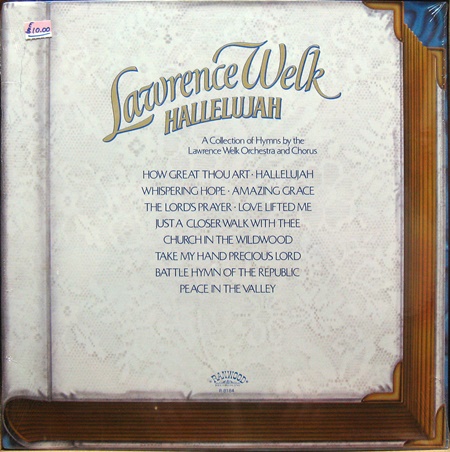 £10.00
Lawrence Welk
HALLELUJAH
A Collection of Hymns by the
Lawrence Welk Orchestra and Chorus
HOW GREAT THOU ART • HALLELUJAH
WHISPERING HOPE • AMAZING GRACE
THE LORD'S PRAYER • LOVE LIFTED ME
JUST A CLOSER WALK WITH THEE
CHURCH IN THE WILDWOOD
TAKE MY HAND PRECIOUS LORD
BATTLE HYMN OF THE REPUBLIC
PEACE IN THE VALLEY
RANWOOD